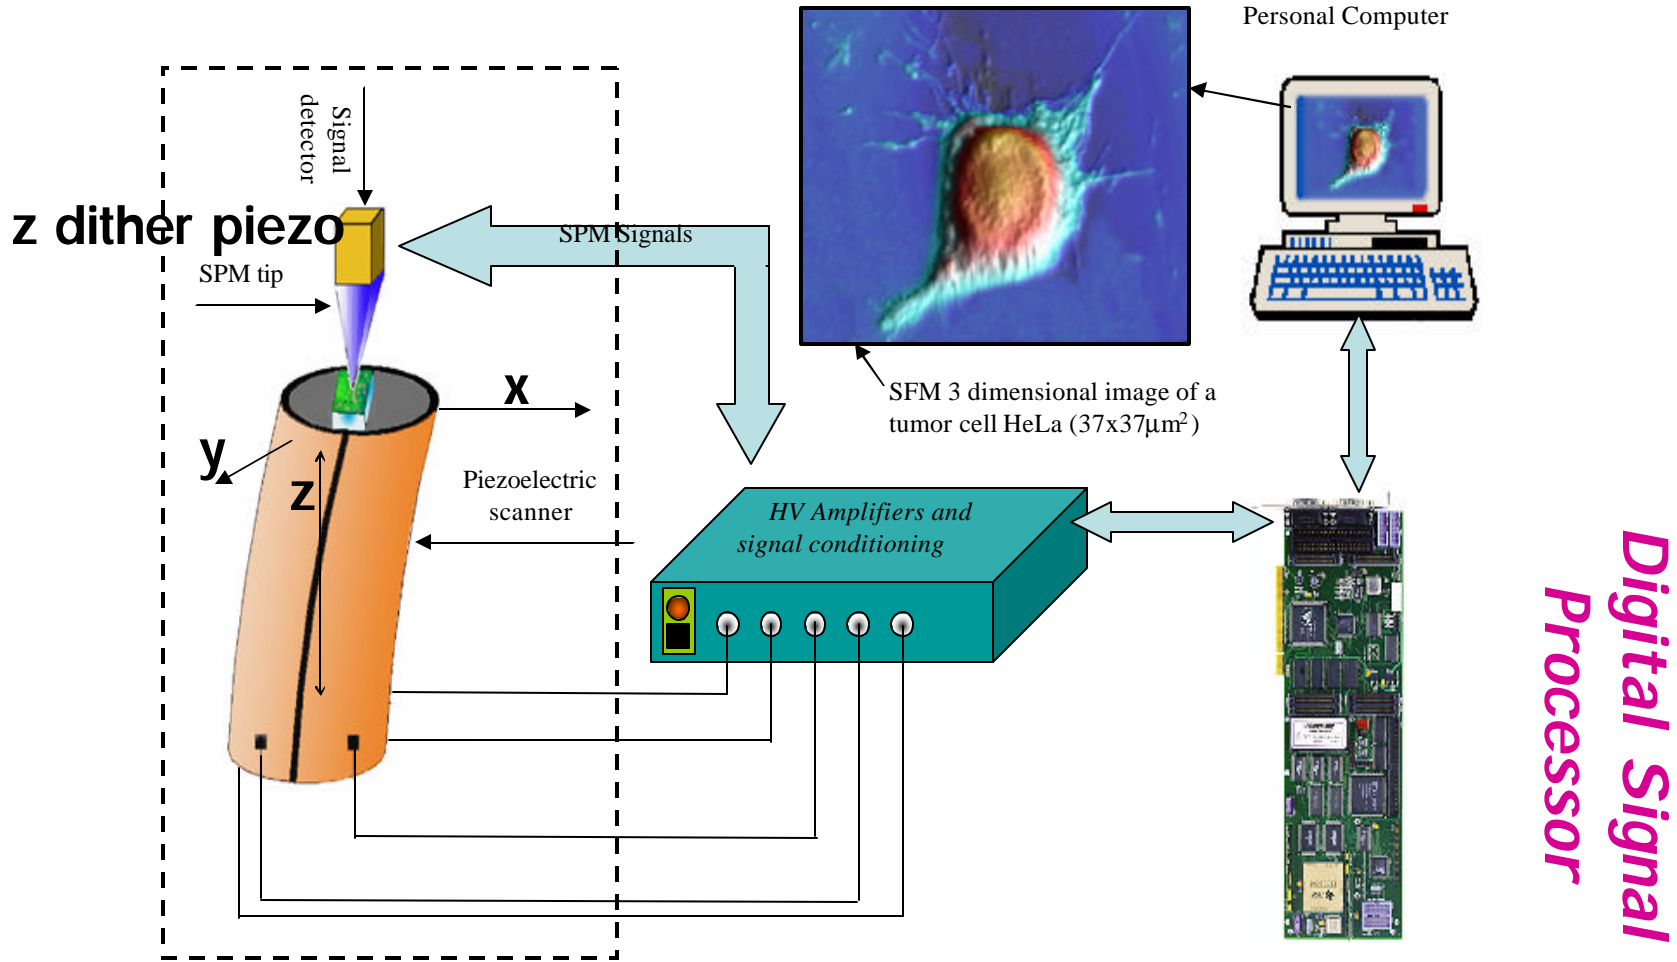 Personal Computer
Signal
detector
z dither piezo
SPM Signals
SPM tip
x
SFM 3 dimensional image of a
tumor cell HeLa (37x37μm²)
y
z
Piezoelectric
scanner
HV Amplifiers and
signal conditioning
Digital Signal
Processor